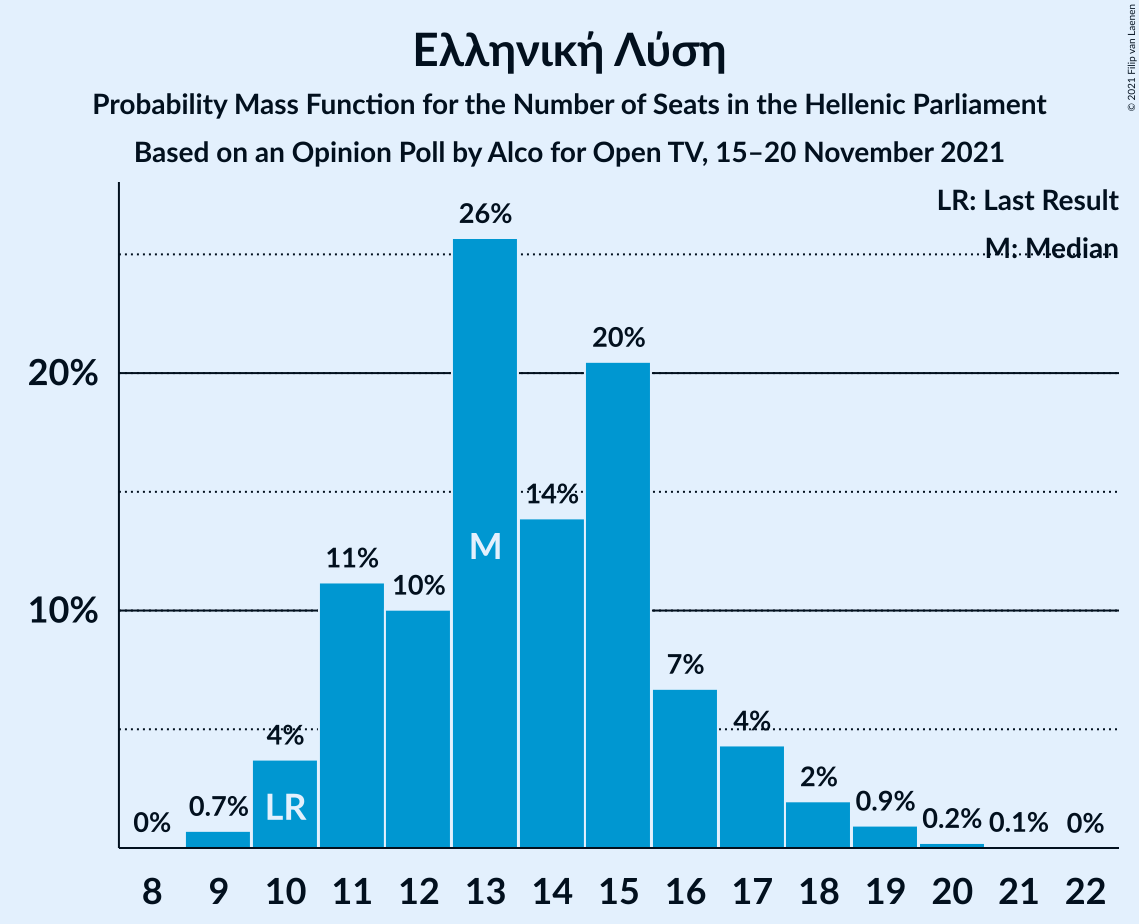 © 2021 Filip van Laenen
Ελληνική Λύση
Probability Mass Function for the Number of Seats in the Hellenic Parliament
Based on an Opinion Poll by Alco for Open TV, 15–20 November 2021
LR: Last Result
M: Median
20%
10%
0% 0.7% 4% 11% 10% 26% 14% 20% 7% 4% 2% 0.9% 0.2% 0.1% 0%
LR M
8 9 10 11 12 13 14 15 16 17 18 19 20 21 22